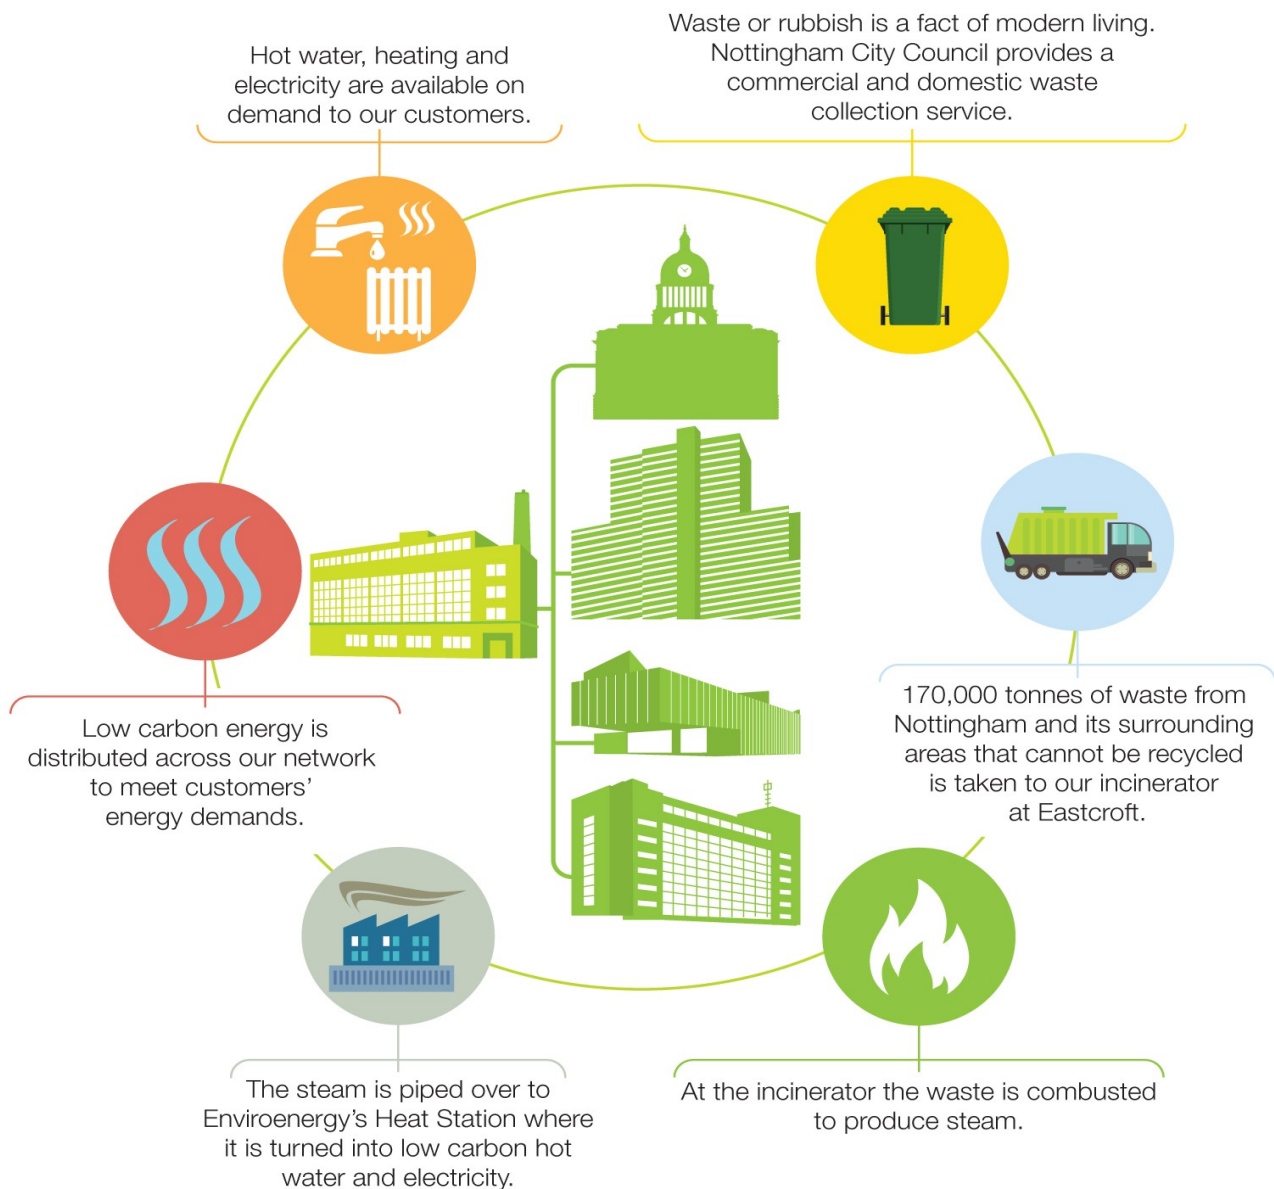 Waste or rubbish is a fact of modern living.
Nottingham City Council provides a
commercial and domestic waste
collection service.
170,000 tonnes of waste from
Nottingham and its surrounding
areas that cannot be recycled
is taken to our incinerator
at Eastcroft.
At the incinerator the waste is combusted
to produce steam.
The steam is piped over to
Enviroenergy’s Heat Station where
it is turned into low carbon hot
water and electricity.
Low carbon energy is
distributed across our network
to meet customers’
energy demands.
Hot water, heating and
electricity are available on
demand to our customers.